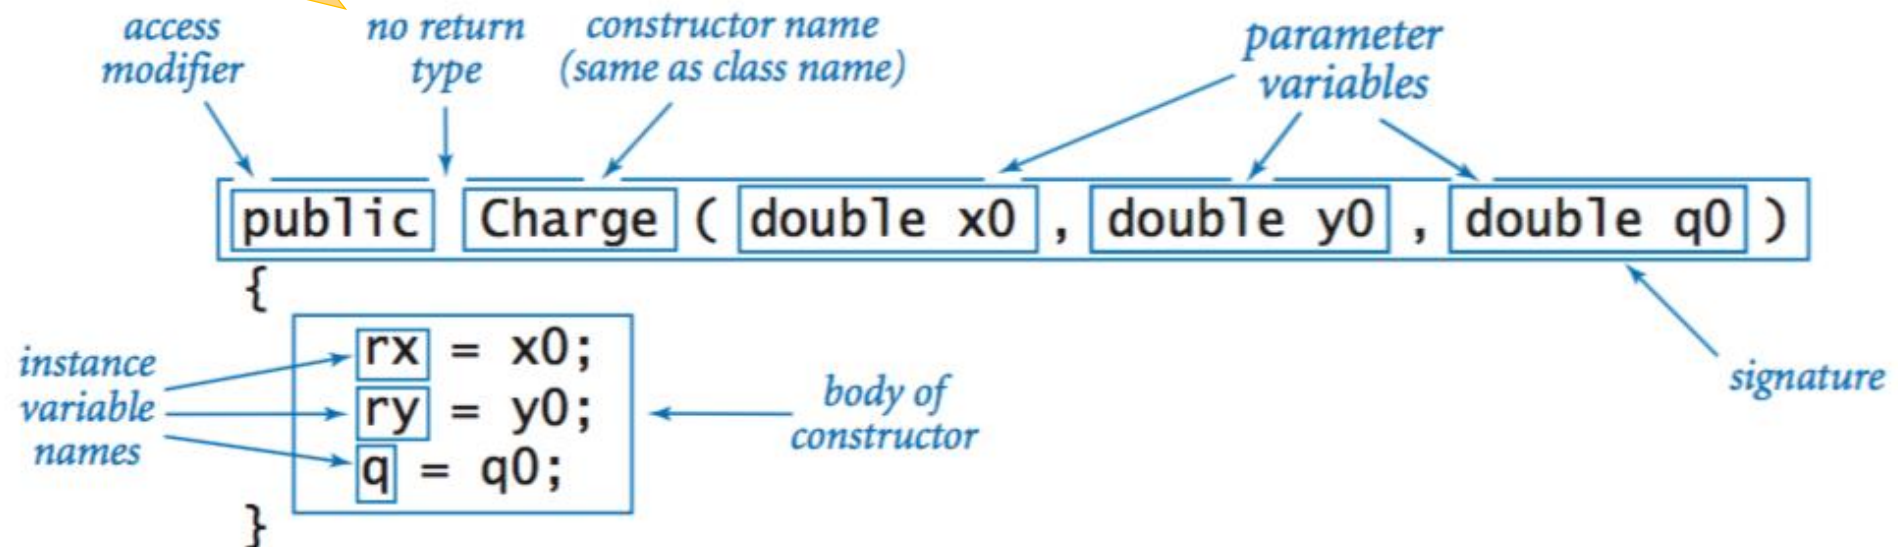 access
modifier
no return
type
constructor name
(same as class name)
parameter
variables
public Charge ( double x0 , double y0 , double q0 )
{
rx = x0;
ry = y0;
q = q0;
}
instance
variable
names
body of
constructor
signature